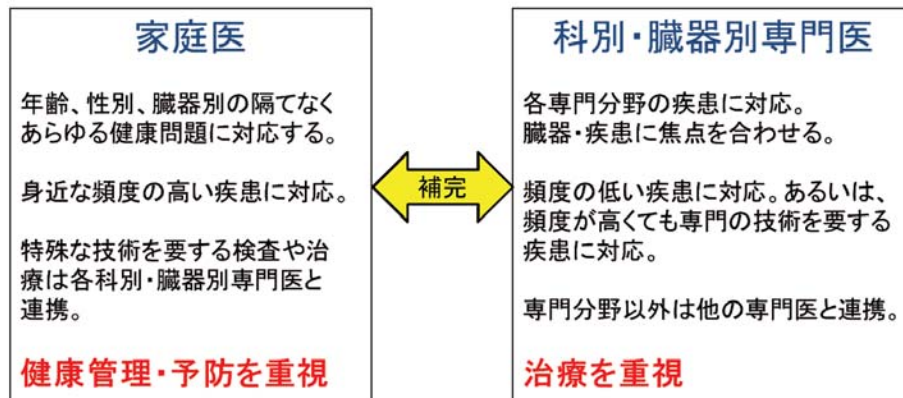 家庭医
年齢、性別、臓器別の隔てなく
あらゆる健康問題に対応する。
身近な頻度の高い疾患に対応。
特殊な技術を要する検査や治
療は各科別・臓器別専門医と
連携。
健康管理・予防を重視
補完
科別・臓器別専門医
各専門分野の疾患に対応。
臓器・疾患に焦点を合わせる。
頻度の低い疾患に対応。あるいは、
頻度が高くても専門の技術を要する
疾患に対応。
専門分野以外は他の専門医と連携。
治療を重視